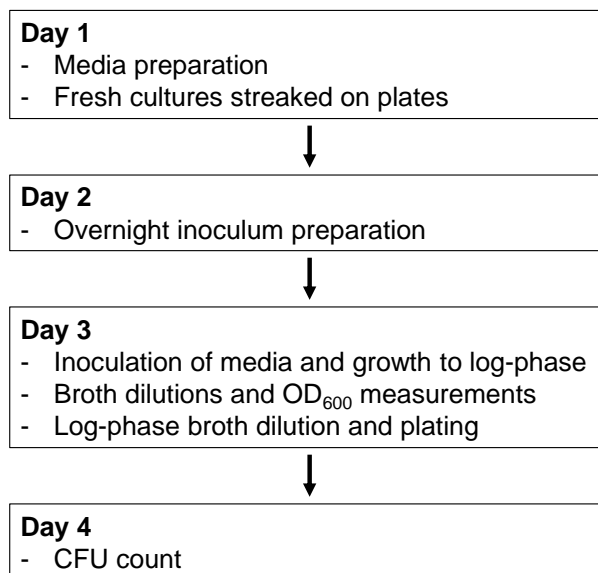 Day 1
- Media preparation
- Fresh cultures streaked on plates
Day 2
- Overnight inoculum preparation
Day 3
- Inoculation of media and growth to log-phase
- Broth dilutions and OD₆₀₀ measurements
- Log-phase broth dilution and plating
Day 4
- CFU count